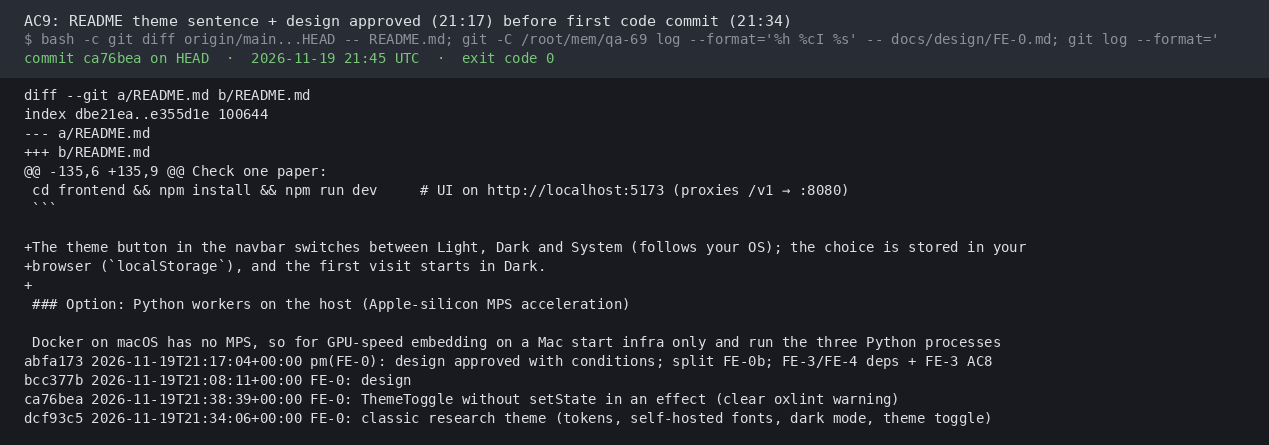 AC9: README theme sentence + design approved (21:17) before first code commit (21:34)
$ bash -c git diff origin/main...HEAD -- README.md; git -C /root/mem/qa-69 log --format='%h %cI %s' -- docs/design/FE-0.md; git log --format='
commit ca76bea on HEAD · 2026-11-19 21:45 UTC · exit code 0
diff --git a/README.md b/README.md
index dbe21ea..e355d1e 100644
--- a/README.md
+++ b/README.md
@@ -135,6 +135,9 @@ Check one paper:
 cd frontend && npm install && npm run dev     # UI on http://localhost:5173 (proxies /v1 → :8080)
 ```
+The theme button in the navbar switches between Light, Dark and System (follows your OS); the choice is stored in your
+browser (`localStorage`), and the first visit starts in Dark.
+
 ### Option: Python workers on the host (Apple-silicon MPS acceleration)
 Docker on macOS has no MPS, so for GPU-speed embedding on a Mac start infra only and run the three Python processes
abfa173 2026-11-19T21:17:04+00:00 pm(FE-0): design approved with conditions; split FE-0b; FE-3/FE-4 deps + FE-3 AC8
bcc377b 2026-11-19T21:08:11+00:00 FE-0: design
ca76bea 2026-11-19T21:38:39+00:00 FE-0: ThemeToggle without setState in an effect (clear oxlint warning)
dcf93c5 2026-11-19T21:34:06+00:00 FE-0: classic research theme (tokens, self-hosted fonts, dark mode, theme toggle)